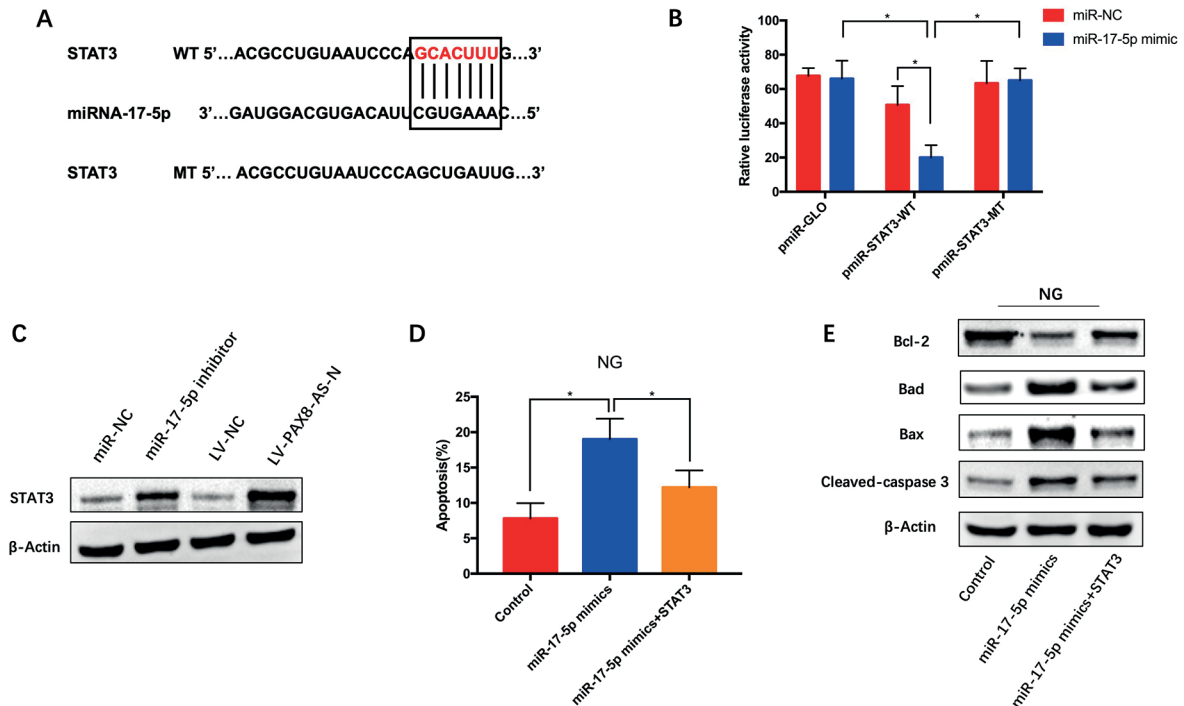 A
STAT3 WT 5’…ACGCCUGUAAUCCCAGCACUUUG…3’
miRNA-17-5p 3’…GAUGGACGUGACAUUCGUGAAAC…5’
STAT3 MT 5’… ACGCCUGUAAUCCCAGCUGAUUG…3’
B
miR-NC
miR-17-5p mimic
Rative luciferase activity
100
80
60
40
20
0
*
*
*
pmiR-GLO
pmiR-STAT3-WT
pmiR-STAT3-MT
C
miR-NC
miR-17-5p inhibitor
LV-NC
LV-PAX8-AS-N
STAT3
β-Actin
D
NG
Apoptosis(%)
25
20
15
10
5
0
*
*
Control
miR-17-5p mimics
miR-17-5p mimics+STAT3
E
NG
Bcl-2
Bad
Bax
Cleaved-caspase 3
β-Actin
Control
miR-17-5p mimics
miR-17-5p mimics+STAT3